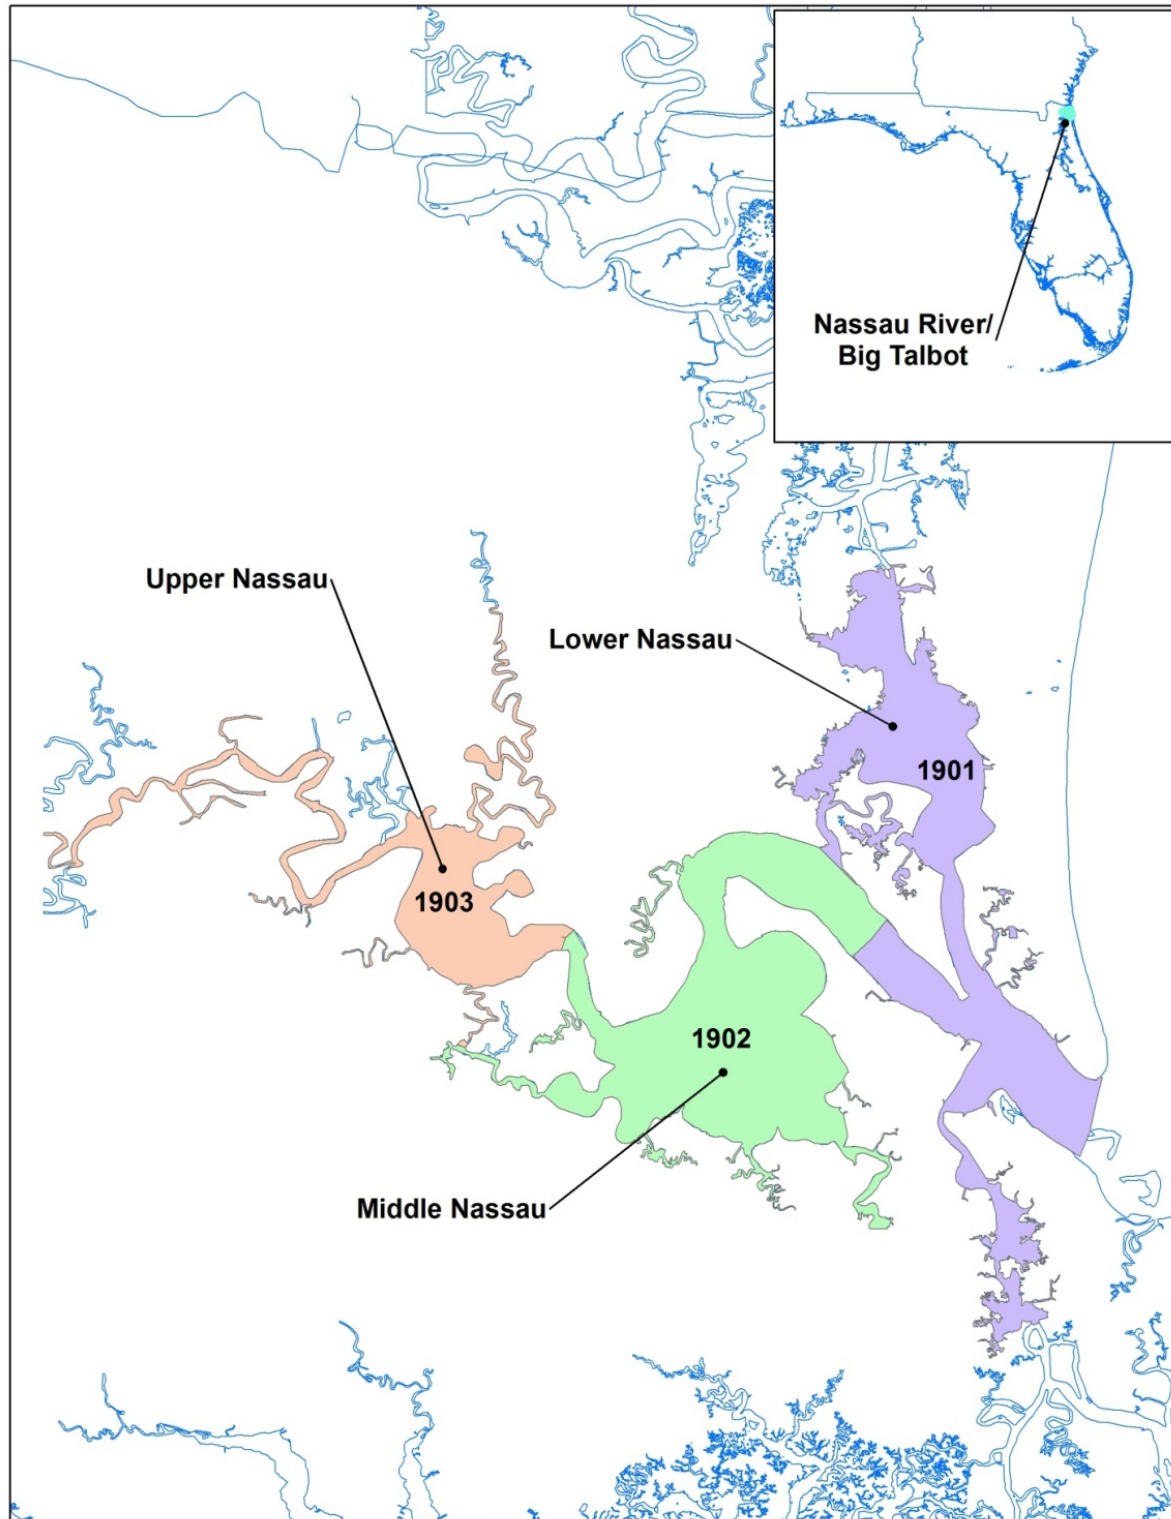 Nassau River/
Big Talbot
Upper Nassau
Lower Nassau
1901
1903
1902
Middle Nassau